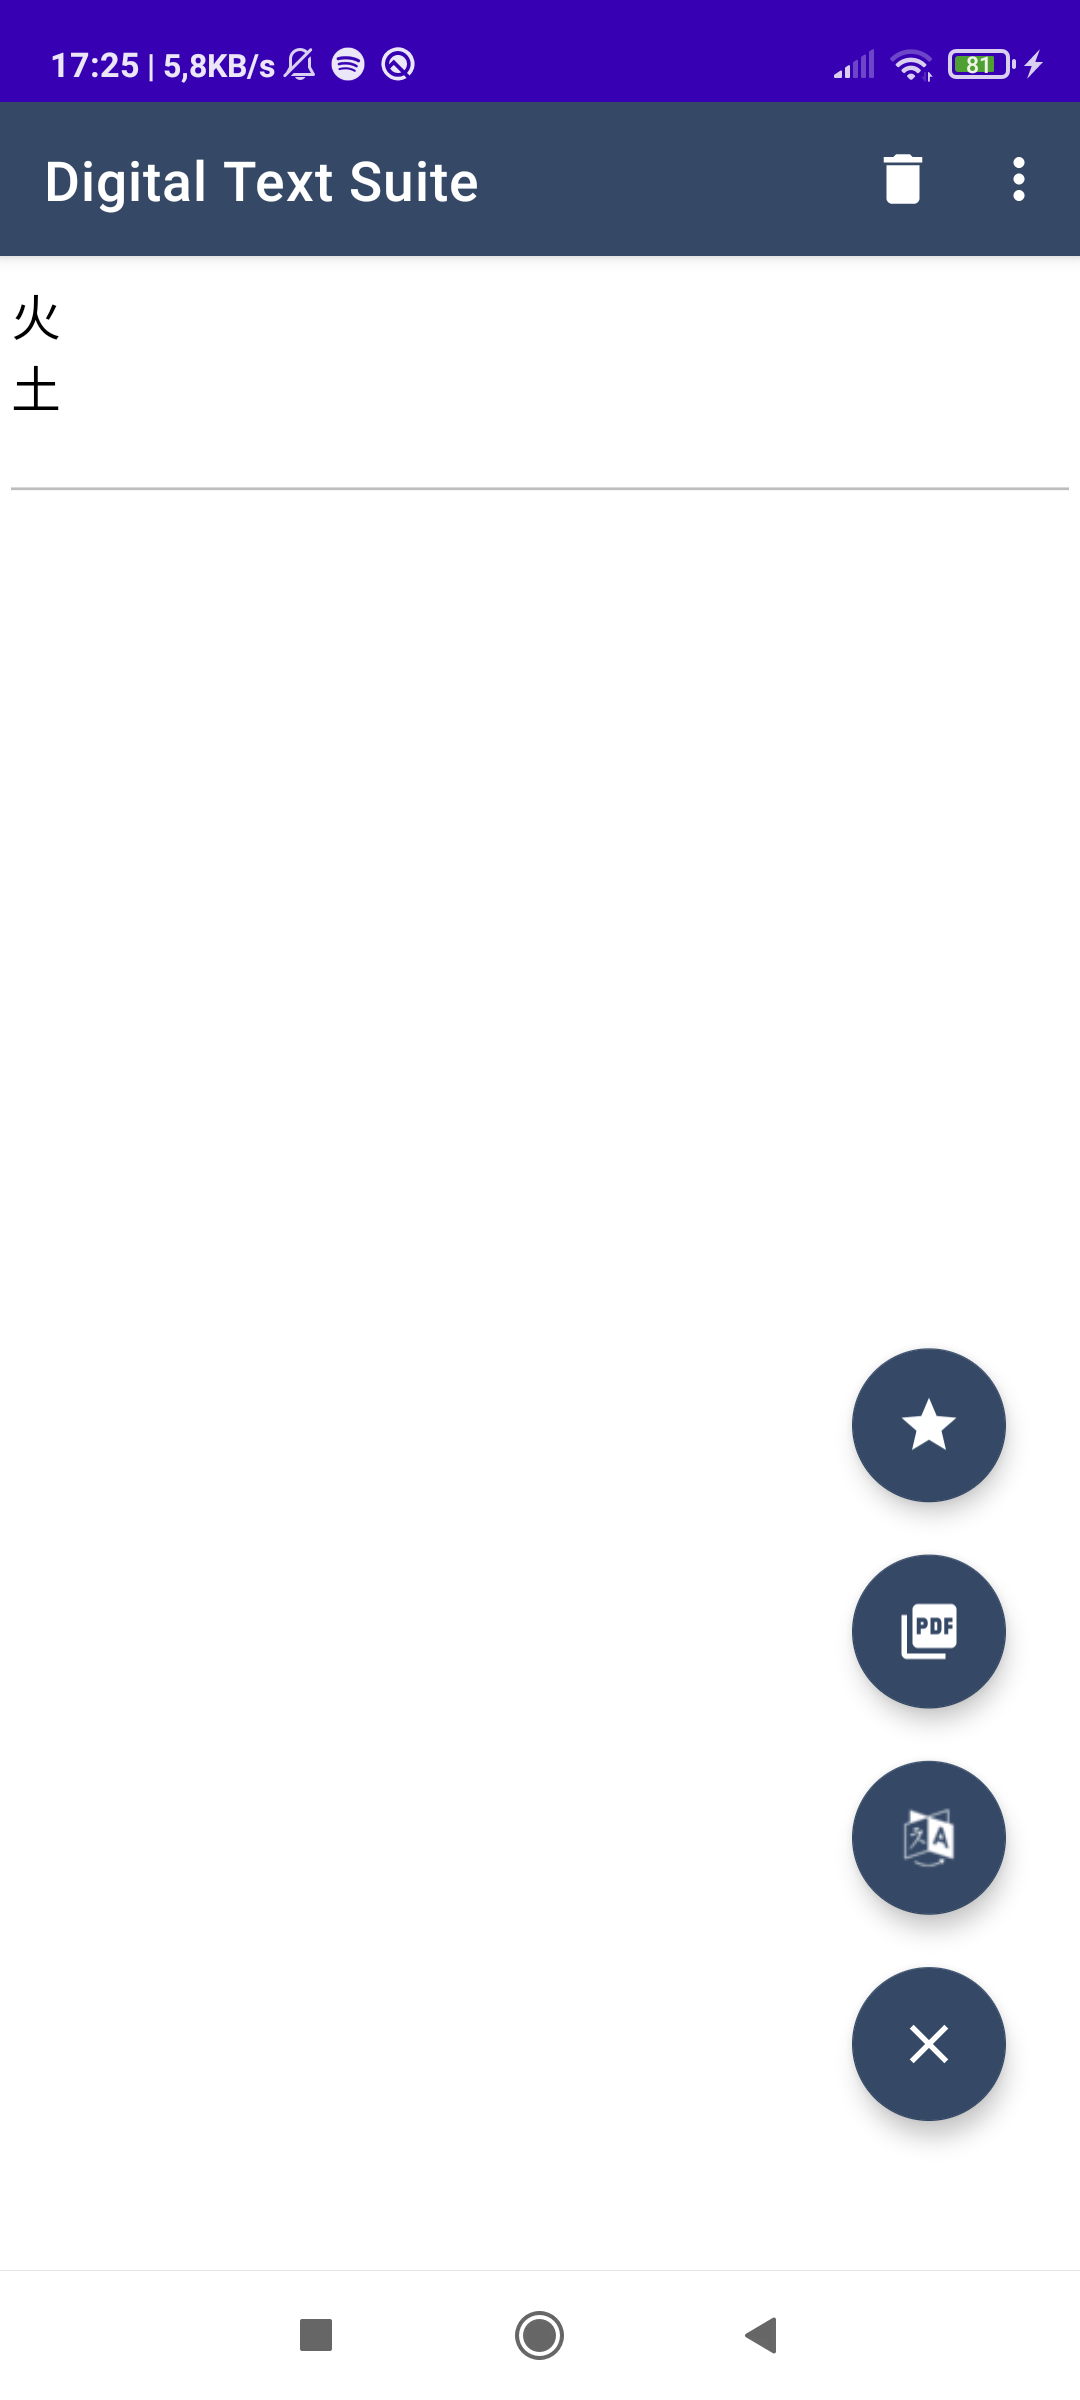 17:25 | 5,8KB/s
81
Digital Text Suite
火
土
PDF
A